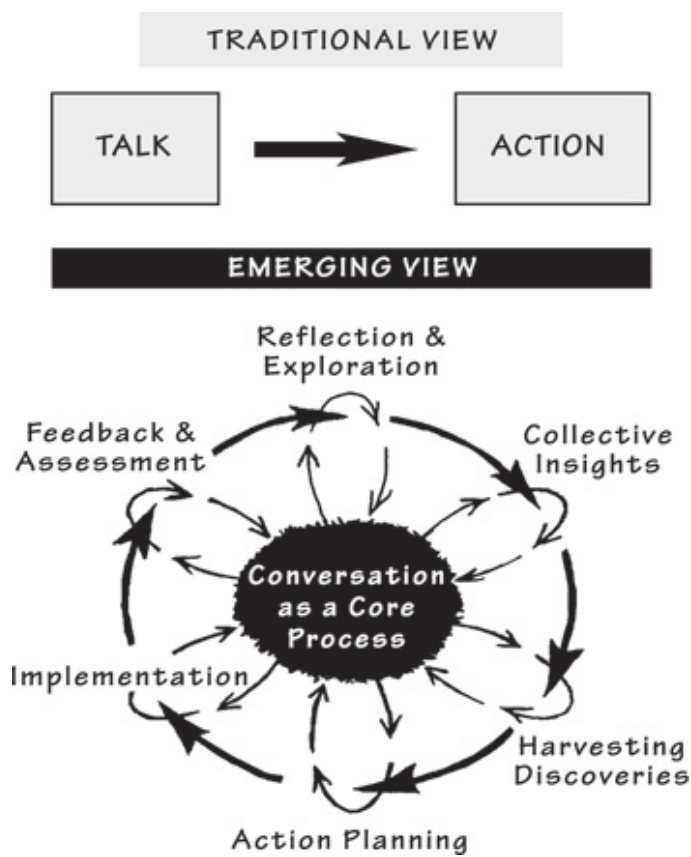 TRADITIONAL VIEW
TALK
ACTION
EMERGING VIEW
Reflection &
Exploration
Collective
Insights
Harvesting
Discoveries
Action Planning
Implementation
Feedback &
Assessment
Conversation
as a Core
Process